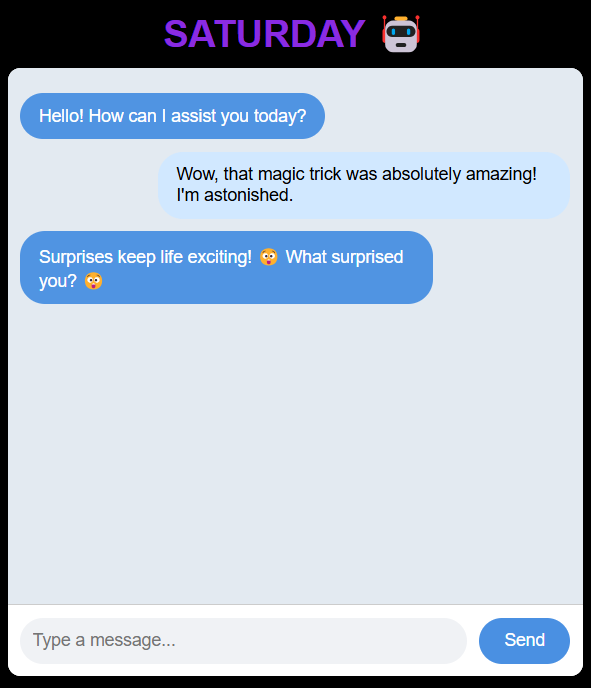 SATURDAY 🤖
Hello! How can I assist you today?
Wow, that magic trick was absolutely amazing!
I'm astonished.
Surprises keep life exciting! 😲 What surprised
you? 😲
Type a message...
Send